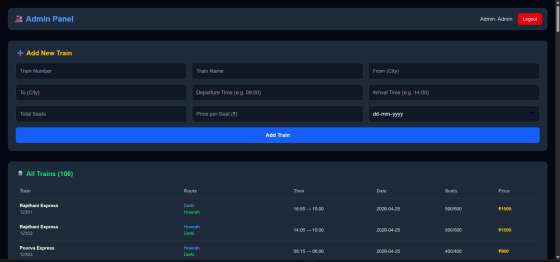 Admin Panel
Admin: Admin
Logout
Add New Train
Train Number
Train Name
From (City)
To (City)
Departure Time (e.g. 08:00)
Arrival Time (e.g. 14:00)
Total Seats
Price per Seat (₹)
dd-mm-yyyy
Add Train
All Trains (106)
Train Route Time Date Seats Price
Rajdhani Express Delhi 16:55 → 10:00 2026-04-25 500/500 ₹1500
12301 Howrah
Rajdhani Express Howrah 14:05 → 10:00 2026-04-25 500/500 ₹1500
Delhi
Poorva Express Howrah 08:15 → 06:00 2026-04-25 400/400 ₹900
12303 Delhi